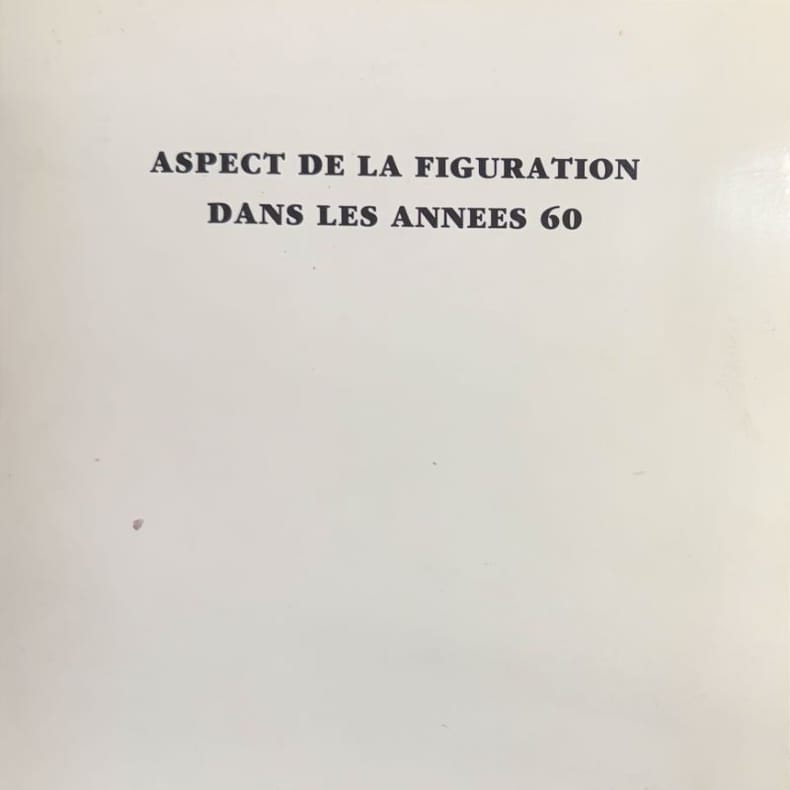 ASPECT DE LA FIGURATION
DANS LES ANNEES 60